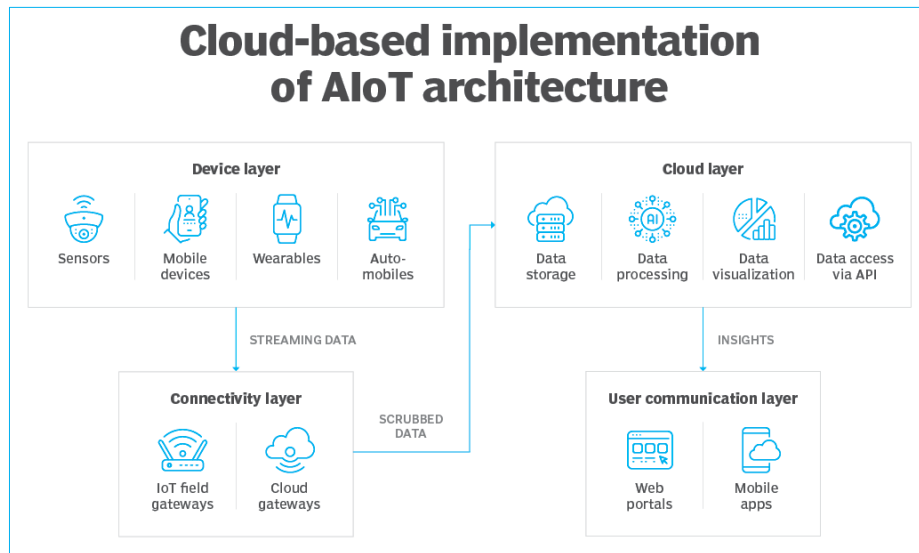 Cloud-based implementation
of AIoT architecture
Device layer
Sensors
Mobile
devices
Wearables
Auto-
mobiles
STREAMING DATA
Connectivity layer
IoT field
gateways
Cloud
gateways
SCRUBBED
DATA
Cloud layer
Data
storage
AI
Data
processing
Data
visualization
Data access
via API
INSIGHTS
User communication layer
Web
portals
Mobile
apps